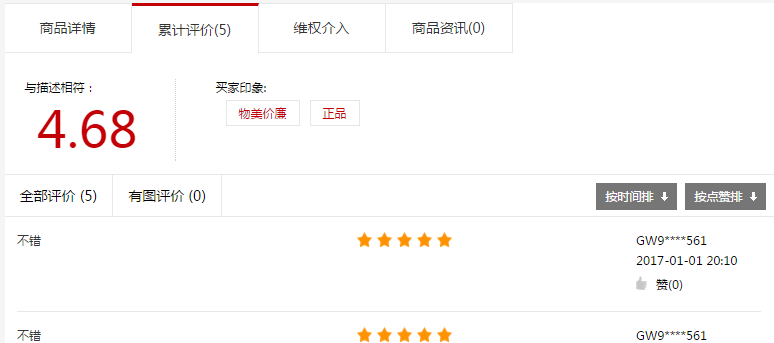 商品详情 累计评价(5) 维权介入 商品资讯(0)
与描述相符：
4.68
买家印象:
物美价廉 正品
全部评价 (5) 有图评价 (0) 按时间排 按点赞排
不错 GW9****561
2017-01-01 20:10
赞(0)
不错 GW9****561